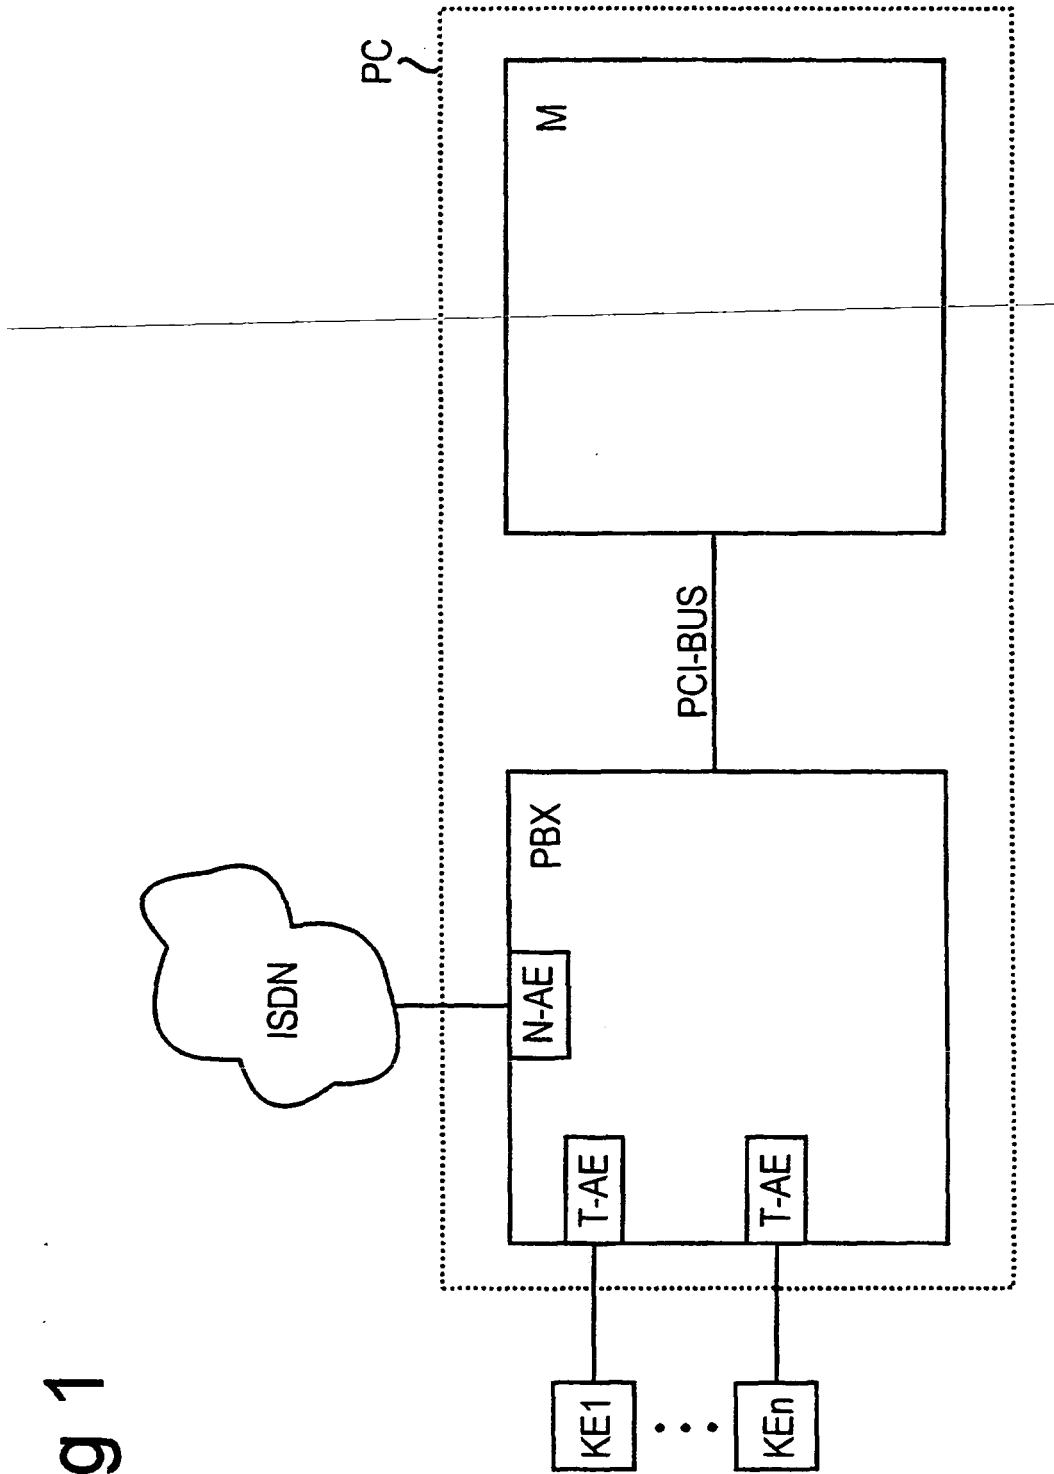 g 1
PC
ISDN
M
PBX
N-AE
PCI-BUS
T-AE
T-AE
KE1
KEn